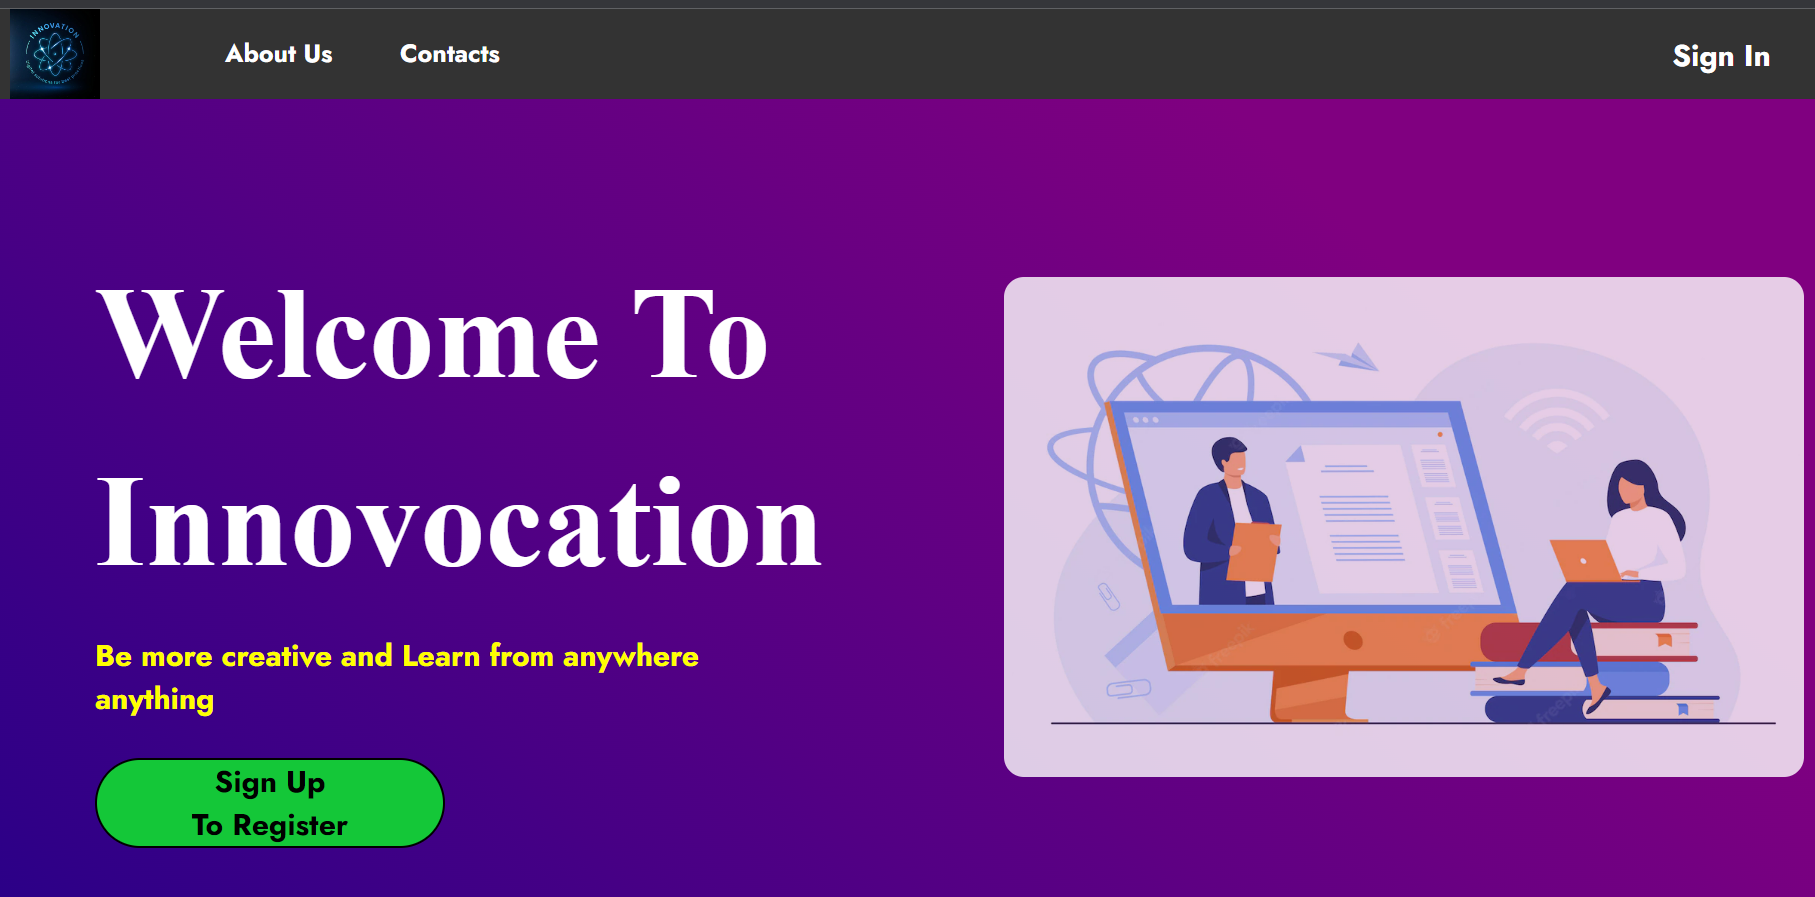 INNOVATION
About Us
Contacts
Sign In
Welcome To
Innovocation
Be more creative and Learn from anywhere
anything
Sign Up
To Register